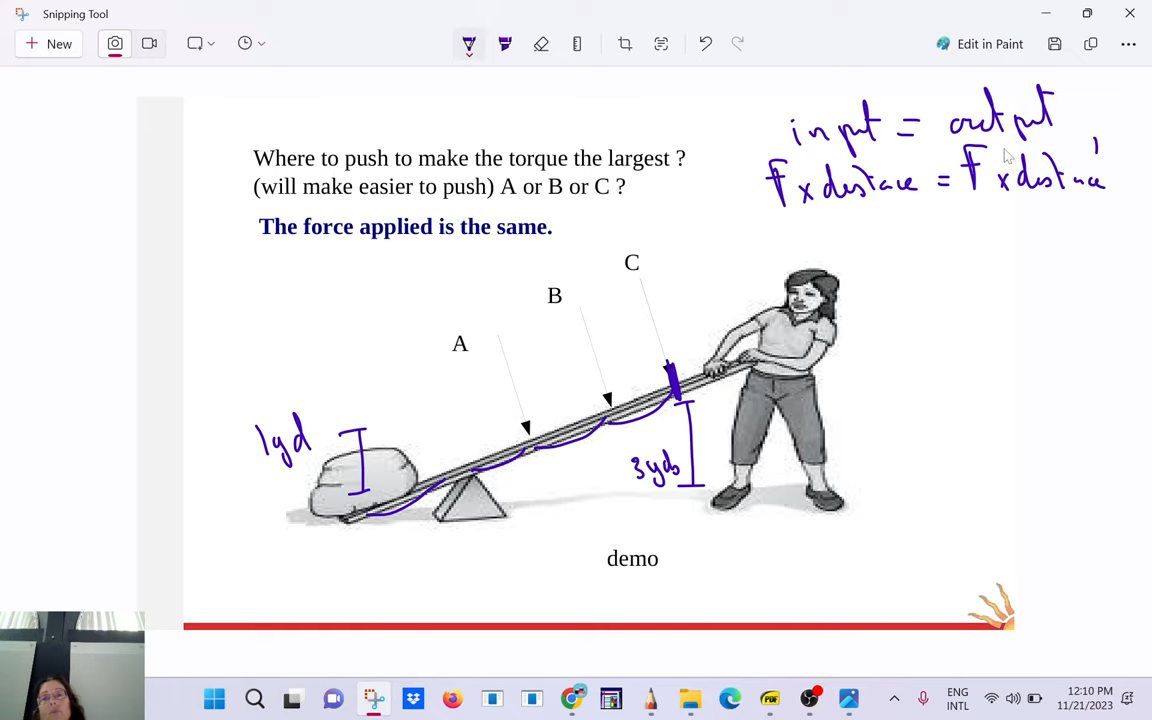 Snipping Tool
New
Edit in Paint
input = output
F x distance = F x distance
Where to push to make the torque the largest ?
(will make easier to push) A or B or C ?
The force applied is the same.
C
B
A
1yd
3yds
demo
ENG
INTL
12:10 PM
11/21/2023